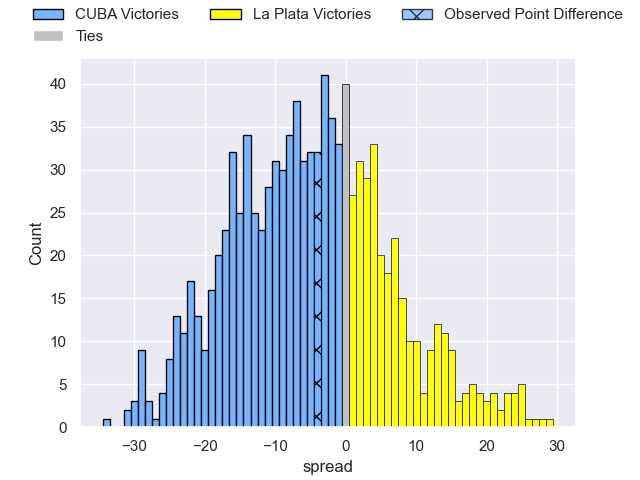 CUBA Victories
La Plata Victories
Observed Point Difference
Ties
40
35
30
25
20
15
10
5
0
Count
−30
−20
−10
0
10
20
30
spread